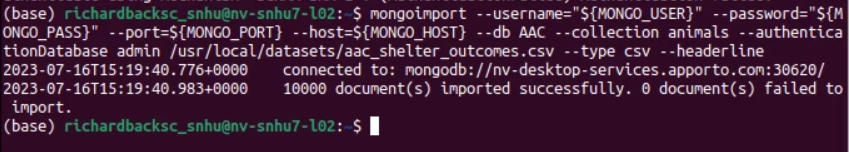 (base) richardbacksc_snhu@nv-snhu7-l02:~$ mongoimport --username="${MONGO_USER}" --password="${M
ONGO_PASS}" --port=${MONGO_PORT} --host=${MONGO_HOST} --db AAC --collection animals --authentica
tionDatabase admin /usr/local/datasets/aac_shelter_outcomes.csv --type csv --headerline
2023-07-16T15:19:40.776+0000    connected to: mongodb://nv-desktop-services.apporto.com:30620/
2023-07-16T15:19:40.983+0000    10000 document(s) imported successfully. 0 document(s) failed to
 import.
(base) richardbacksc_snhu@nv-snhu7-l02:~$